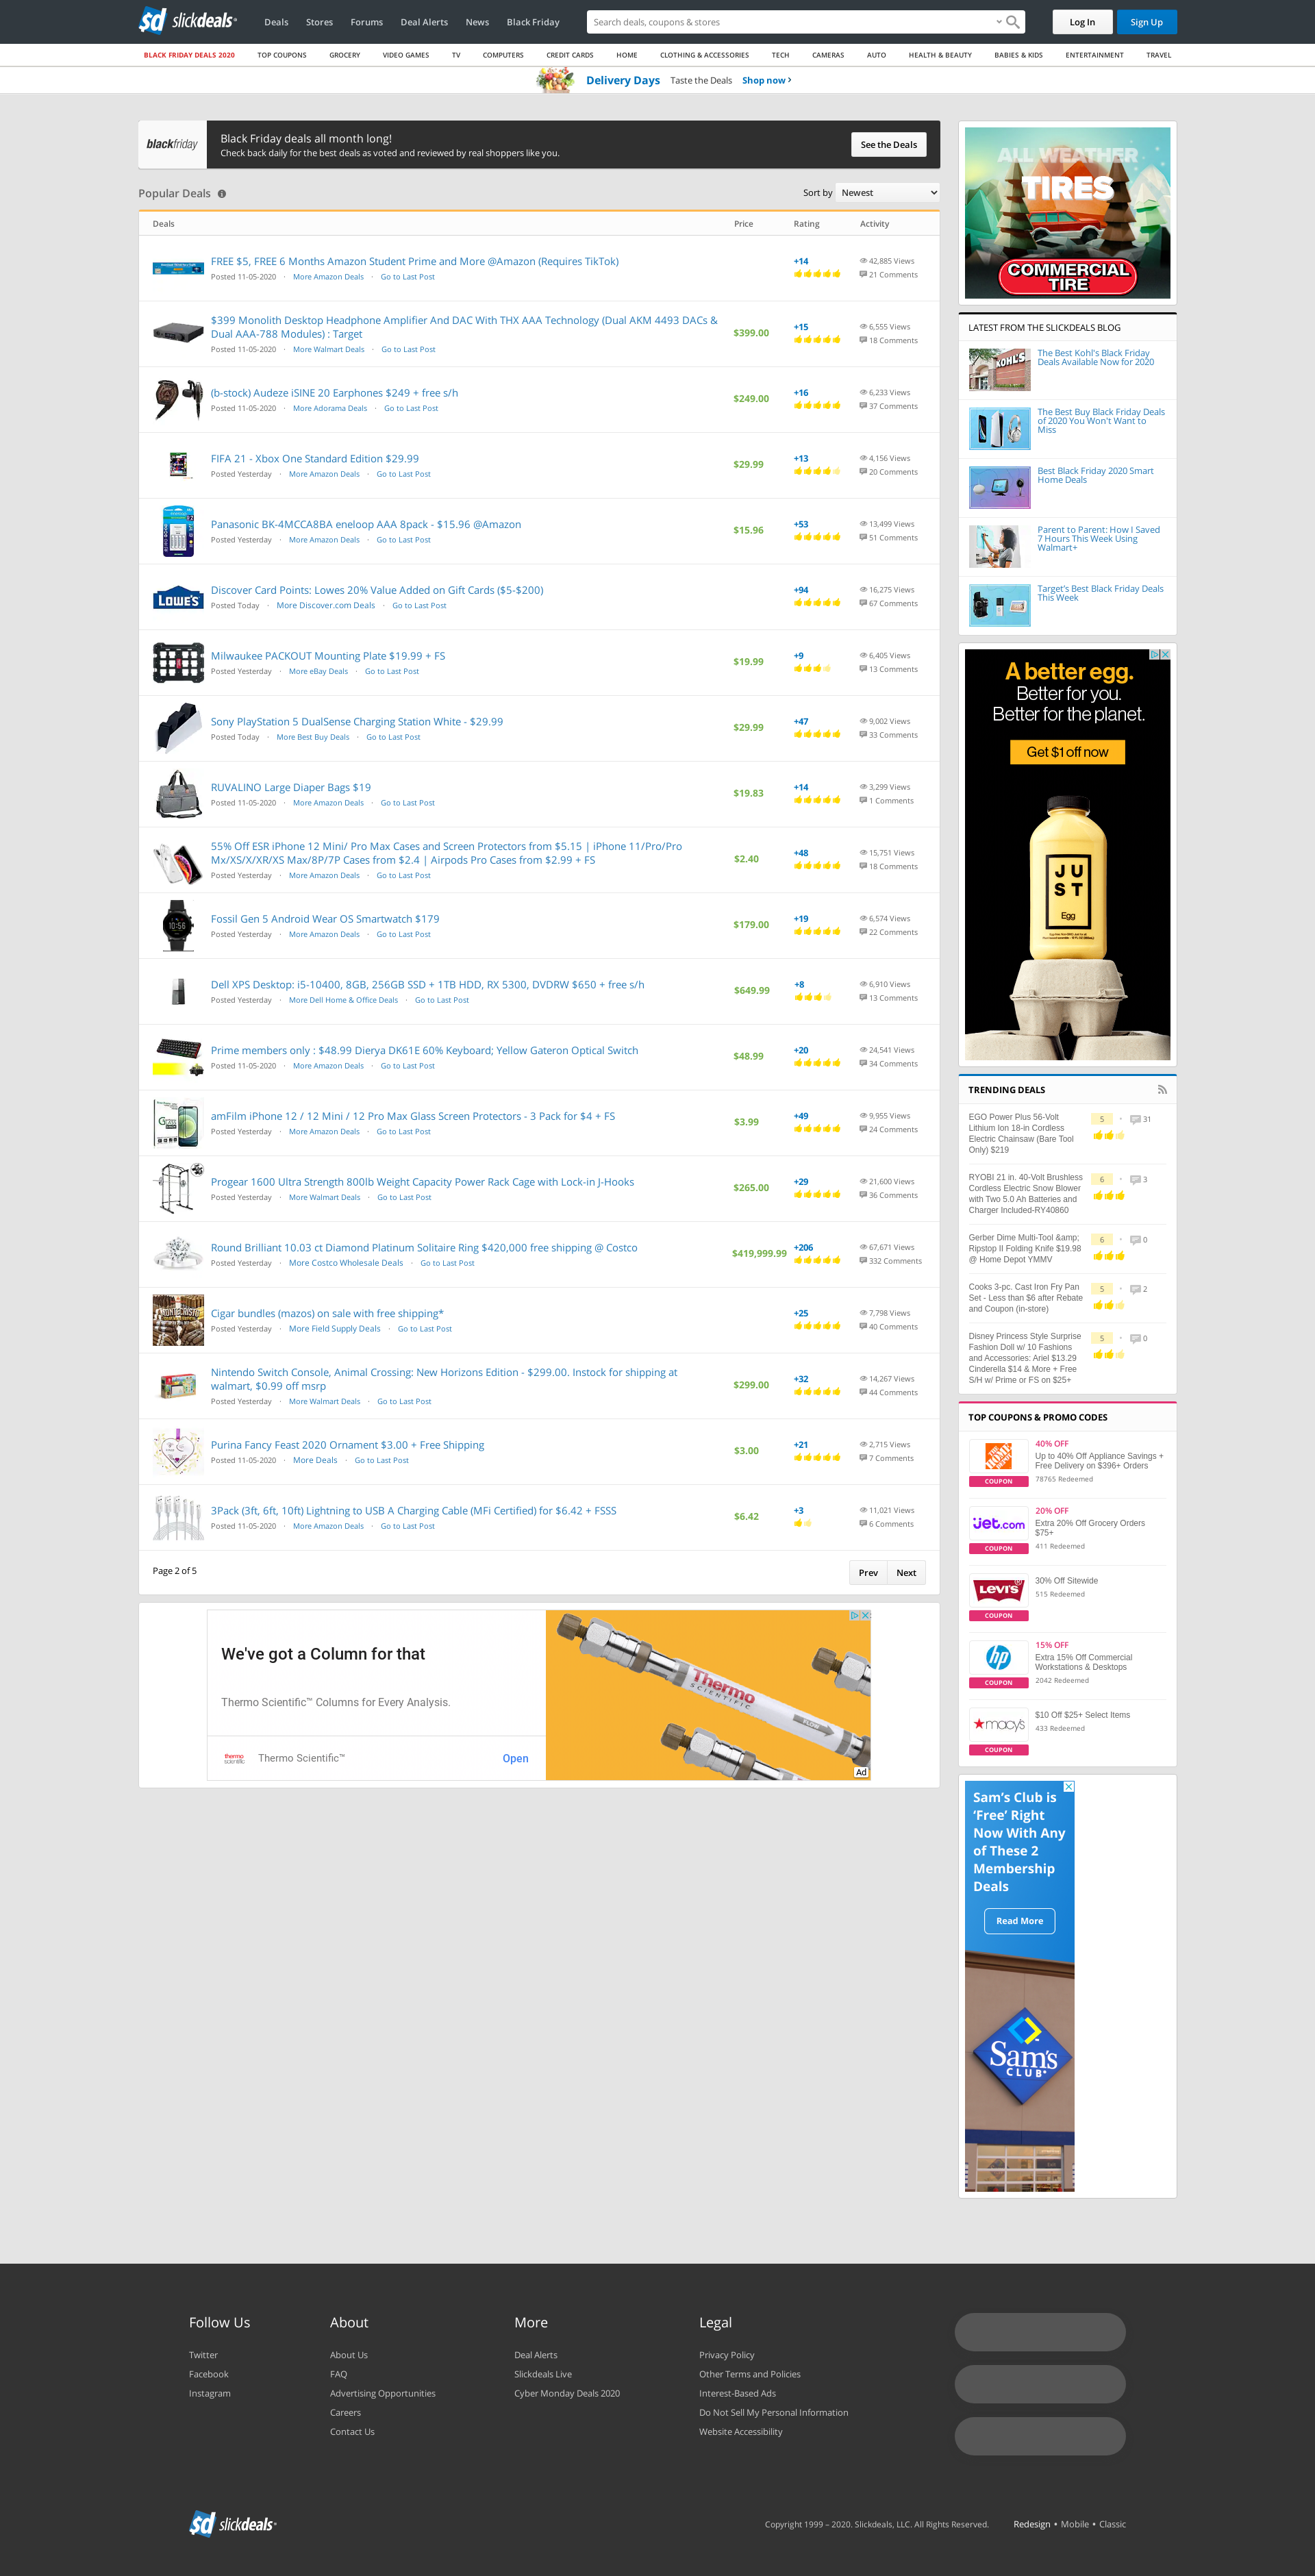 slickdeals
Deals
Stores
Forums
Deal Alerts
News
Black Friday
Search deals, coupons & stores
Log In
Sign Up
BLACK FRIDAY DEALS 2020
TOP COUPONS
GROCERY
VIDEO GAMES
TV
COMPUTERS
CREDIT CARDS
HOME
CLOTHING & ACCESSORIES
TECH
CAMERAS
AUTO
HEALTH & BEAUTY
BABIES & KIDS
ENTERTAINMENT
TRAVEL
Delivery Days Taste the Deals Shop now ›
blackfriday
Black Friday deals all month long!
Check back daily for the best deals as voted and reviewed by real shoppers like you.
See the Deals
Popular Deals
Sort by Newest
Deals Price Rating Activity
FREE $5, FREE 6 Months Amazon Student Prime and More @Amazon (Requires TikTok)
Posted 11-05-2020 · More Amazon Deals · Go to Last Post
+14
42,885 Views
21 Comments
$399 Monolith Desktop Headphone Amplifier And DAC With THX AAA Technology (Dual AKM 4493 DACs &
Dual AAA-788 Modules) : Target
Posted 11-05-2020 · More Walmart Deals · Go to Last Post
$399.00
+15
6,555 Views
18 Comments
(b-stock) Audeze iSINE 20 Earphones $249 + free s/h
Posted 11-05-2020 · More Adorama Deals · Go to Last Post
$249.00
+16
6,233 Views
37 Comments
FIFA 21 - Xbox One Standard Edition $29.99
Posted Yesterday · More Amazon Deals · Go to Last Post
$29.99
+13
4,156 Views
20 Comments
Panasonic BK-4MCCA8BA eneloop AAA 8pack - $15.96 @Amazon
Posted Yesterday · More Amazon Deals · Go to Last Post
$15.96
+53
13,499 Views
51 Comments
LOWE'S
Discover Card Points: Lowes 20% Value Added on Gift Cards ($5-$200)
Posted Today · More Discover.com Deals · Go to Last Post
+94
16,275 Views
67 Comments
Milwaukee PACKOUT Mounting Plate $19.99 + FS
Posted Yesterday · More eBay Deals · Go to Last Post
$19.99
+9
6,405 Views
13 Comments
Sony PlayStation 5 DualSense Charging Station White - $29.99
Posted Today · More Best Buy Deals · Go to Last Post
$29.99
+47
9,002 Views
33 Comments
RUVALINO Large Diaper Bags $19
Posted 11-05-2020 · More Amazon Deals · Go to Last Post
$19.83
+14
3,299 Views
1 Comments
55% Off ESR iPhone 12 Mini/ Pro Max Cases and Screen Protectors from $5.15 | iPhone 11/Pro/Pro
Mx/XS/X/XR/XS Max/8P/7P Cases from $2.4 | Airpods Pro Cases from $2.99 + FS
Posted Yesterday · More Amazon Deals · Go to Last Post
$2.40
+48
15,751 Views
18 Comments
10:56
Fossil Gen 5 Android Wear OS Smartwatch $179
Posted Yesterday · More Amazon Deals · Go to Last Post
$179.00
+19
6,574 Views
22 Comments
Dell XPS Desktop: i5-10400, 8GB, 256GB SSD + 1TB HDD, RX 5300, DVDRW $650 + free s/h
Posted Yesterday · More Dell Home & Office Deals · Go to Last Post
$649.99
+8
6,910 Views
13 Comments
Prime members only : $48.99 Dierya DK61E 60% Keyboard; Yellow Gateron Optical Switch
Posted 11-05-2020 · More Amazon Deals · Go to Last Post
$48.99
+20
24,541 Views
34 Comments
amFilm iPhone 12 / 12 Mini / 12 Pro Max Glass Screen Protectors - 3 Pack for $4 + FS
Posted Yesterday · More Amazon Deals · Go to Last Post
$3.99
+49
9,955 Views
24 Comments
Progear 1600 Ultra Strength 800lb Weight Capacity Power Rack Cage with Lock-in J-Hooks
Posted Yesterday · More Walmart Deals · Go to Last Post
$265.00
+29
21,600 Views
36 Comments
Round Brilliant 10.03 ct Diamond Platinum Solitaire Ring $420,000 free shipping @ Costco
Posted Yesterday · More Costco Wholesale Deals · Go to Last Post
$419,999.99
+206
67,671 Views
332 Comments
Cigar bundles (mazos) on sale with free shipping*
Posted Yesterday · More Field Supply Deals · Go to Last Post
+25
7,798 Views
40 Comments
Nintendo Switch Console, Animal Crossing: New Horizons Edition - $299.00. Instock for shipping at
walmart, $0.99 off msrp
Posted Yesterday · More Walmart Deals · Go to Last Post
$299.00
+32
14,267 Views
44 Comments
Purina Fancy Feast 2020 Ornament $3.00 + Free Shipping
Posted 11-05-2020 · More Deals · Go to Last Post
$3.00
+21
2,715 Views
7 Comments
3Pack (3ft, 6ft, 10ft) Lightning to USB A Charging Cable (MFi Certified) for $6.42 + FSSS
Posted 11-05-2020 · More Amazon Deals · Go to Last Post
$6.42
+3
11,021 Views
6 Comments
Page 2 of 5
Prev Next
We've got a Column for that
Thermo Scientific™ Columns for Every Analysis.
thermo scientific
Thermo Scientific™
Open
Thermo
SCIENTIFIC
FLOW
Ad
ALL WEATHER
TIRES
COMMERCIAL
TIRE
LATEST FROM THE SLICKDEALS BLOG
KOHL'S
The Best Kohl's Black Friday
Deals Available Now for 2020
The Best Buy Black Friday Deals
of 2020 You Won't Want to
Miss
Best Black Friday 2020 Smart
Home Deals
Parent to Parent: How I Saved
7 Hours This Week Using
Walmart+
Target's Best Black Friday Deals
This Week
A better egg.
Better for you.
Better for the planet.
Get $1 off now
JU
ST
Egg
TRENDING DEALS
EGO Power Plus 56-Volt
Lithium Ion 18-in Cordless
Electric Chainsaw (Bare Tool
Only) $219
5 • 31
RYOBI 21 in. 40-Volt Brushless
Cordless Electric Snow Blower
with Two 5.0 Ah Batteries and
Charger Included-RY40860
6 • 3
Gerber Dime Multi-Tool &amp;
Ripstop II Folding Knife $19.98
@ Home Depot YMMV
6 • 0
Cooks 3-pc. Cast Iron Fry Pan
Set - Less than $6 after Rebate
and Coupon (in-store)
5 • 2
Disney Princess Style Surprise
Fashion Doll w/ 10 Fashions
and Accessories: Ariel $13.29
Cinderella $14 & More + Free
S/H w/ Prime or FS on $25+
5 • 0
TOP COUPONS & PROMO CODES
COUPON
40% OFF
Up to 40% Off Appliance Savings +
Free Delivery on $396+ Orders
78765 Redeemed
jet.com
COUPON
20% OFF
Extra 20% Off Grocery Orders
$75+
411 Redeemed
LEVI'S
COUPON
30% Off Sitewide
515 Redeemed
hp
COUPON
15% OFF
Extra 15% Off Commercial
Workstations & Desktops
2042 Redeemed
macy's
COUPON
$10 Off $25+ Select Items
433 Redeemed
Sam's Club is
‘Free’ Right
Now With Any
of These 2
Membership
Deals
Read More
Sam's
CLUB
Follow Us
Twitter
Facebook
Instagram
About
About Us
FAQ
Advertising Opportunities
Careers
Contact Us
More
Deal Alerts
Slickdeals Live
Cyber Monday Deals 2020
Legal
Privacy Policy
Other Terms and Policies
Interest-Based Ads
Do Not Sell My Personal Information
Website Accessibility
slickdeals
Copyright 1999 – 2020. Slickdeals, LLC. All Rights Reserved.
Redesign • Mobile • Classic